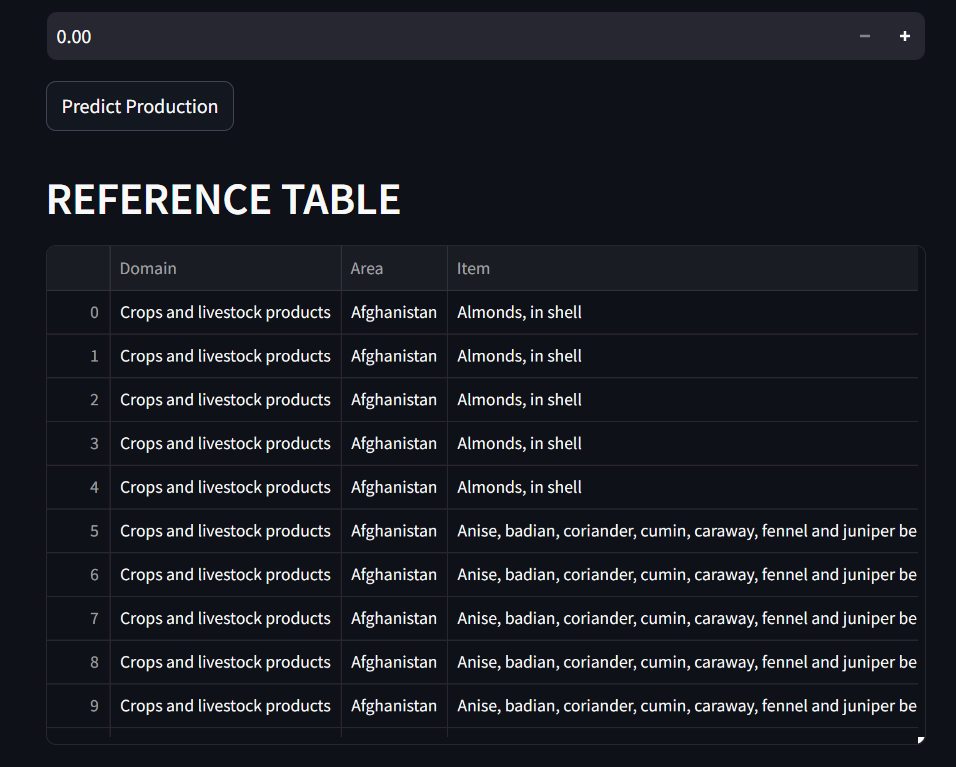 0.00 − +
Predict Production
REFERENCE TABLE
Domain Area Item
0 Crops and livestock products Afghanistan Almonds, in shell
1 Crops and livestock products Afghanistan Almonds, in shell
2 Crops and livestock products Afghanistan Almonds, in shell
3 Crops and livestock products Afghanistan Almonds, in shell
4 Crops and livestock products Afghanistan Almonds, in shell
5 Crops and livestock products Afghanistan Anise, badian, coriander, cumin, caraway, fennel and juniper be
6 Crops and livestock products Afghanistan Anise, badian, coriander, cumin, caraway, fennel and juniper be
7 Crops and livestock products Afghanistan Anise, badian, coriander, cumin, caraway, fennel and juniper be
8 Crops and livestock products Afghanistan Anise, badian, coriander, cumin, caraway, fennel and juniper be
9 Crops and livestock products Afghanistan Anise, badian, coriander, cumin, caraway, fennel and juniper be